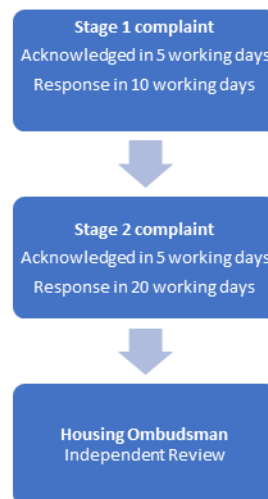 Stage 1 complaint
Acknowledged in 5 working days
Response in 10 working days
Stage 2 complaint
Acknowledged in 5 working days
Response in 20 working days
Housing Ombudsman
Independent Review